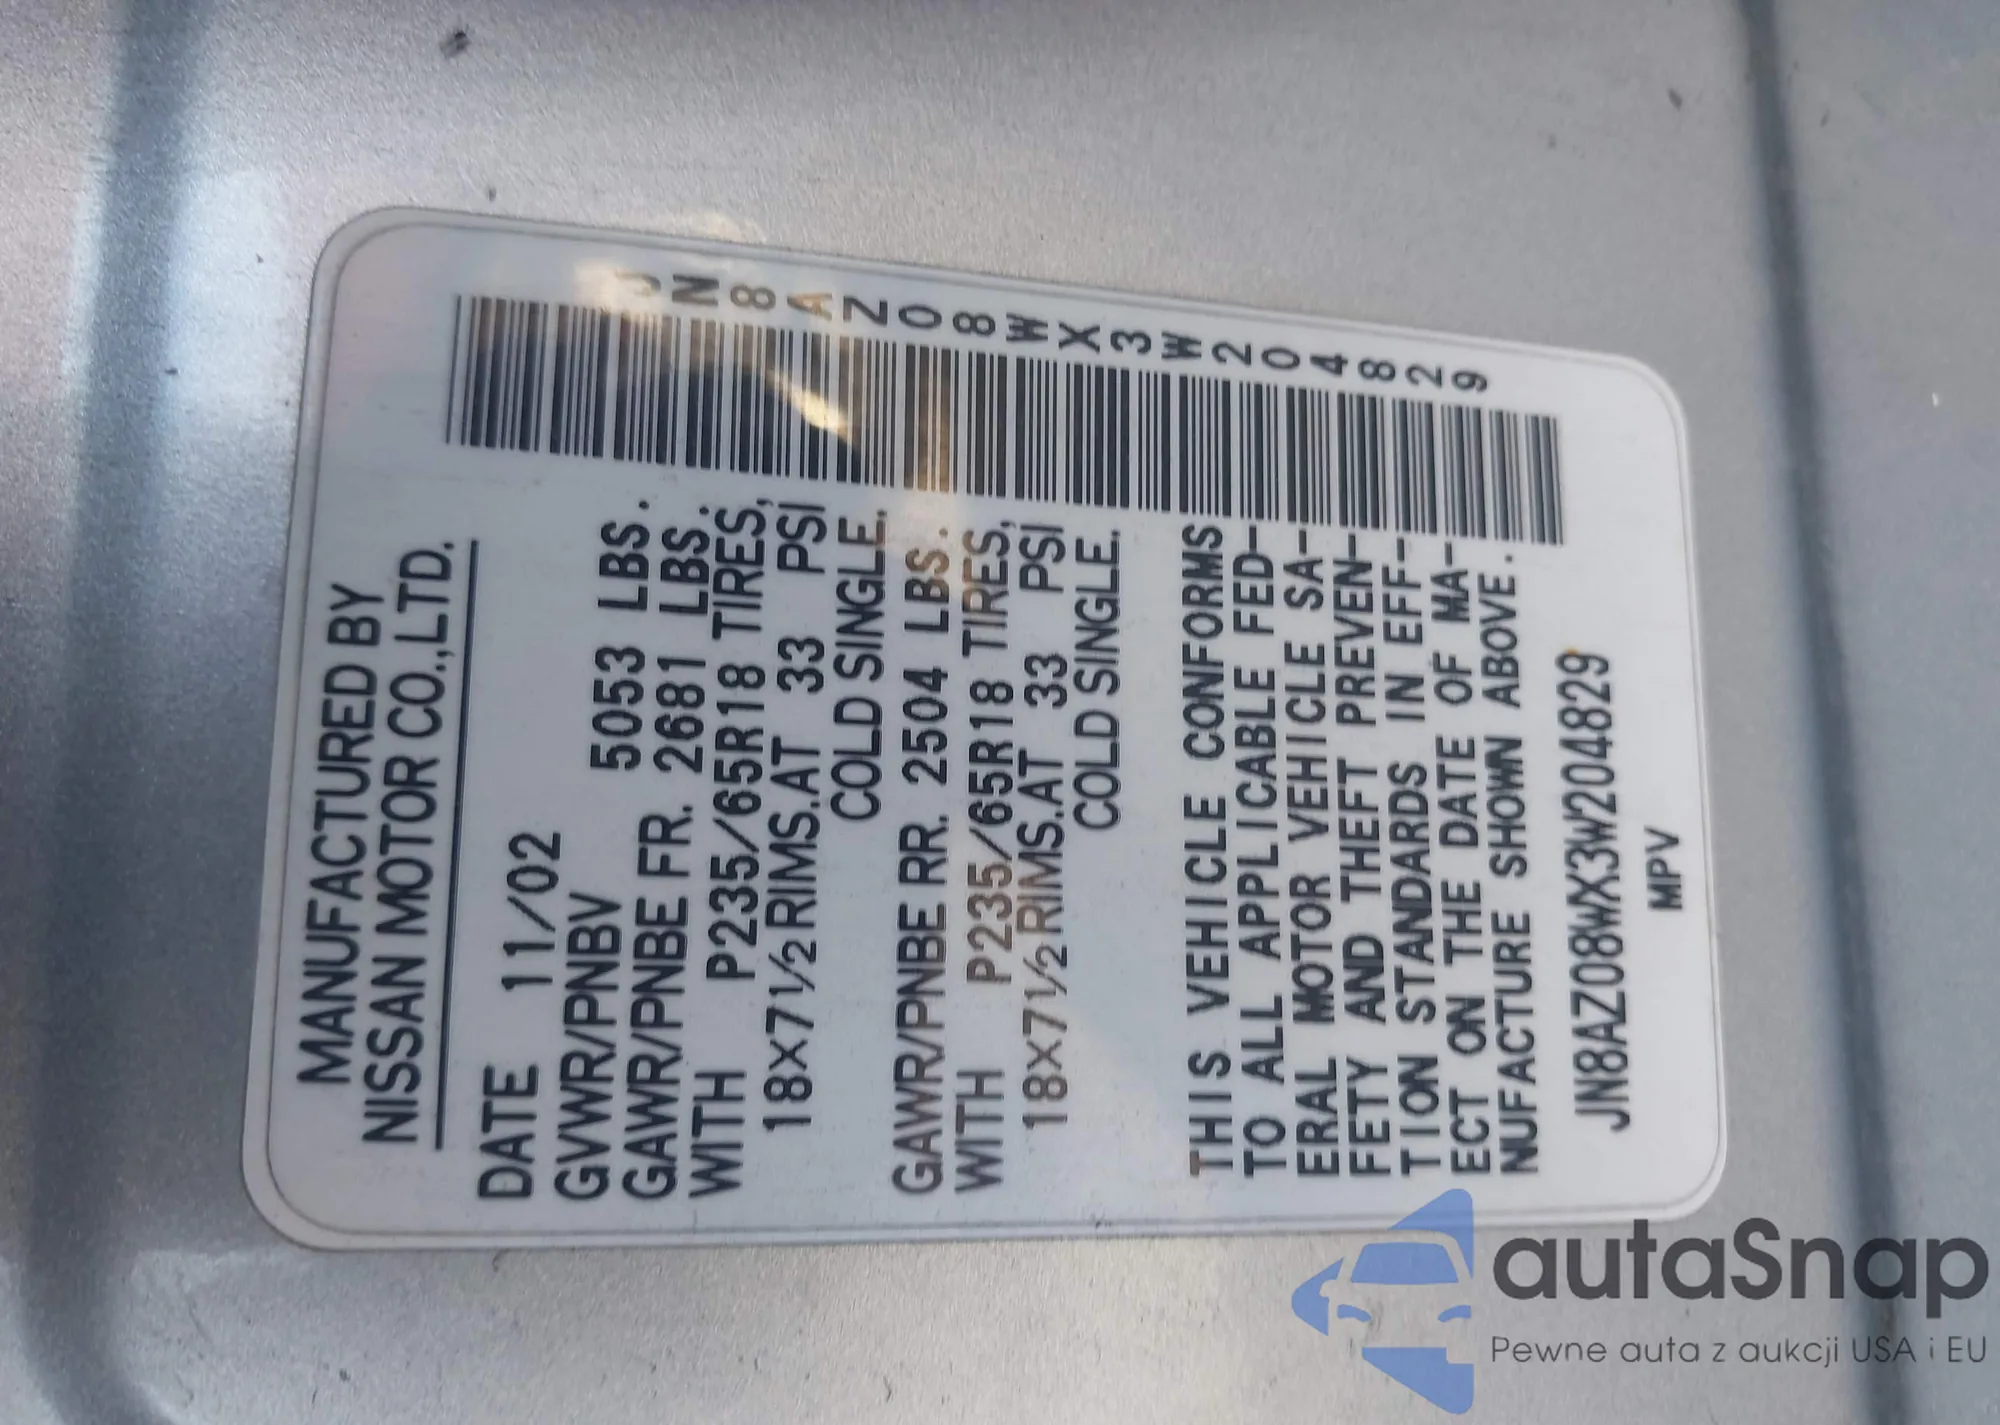 MANUFACTURED BY
NISSAN MOTOR CO.,LTD.
DATE 11/02
GVWR/PNBV 5053 LBS.
GAWR/PNBE FR. 2681 LBS.
WITH P235/65R18 TIRES,
18×7½RIMS.AT 33 PSI
COLD SINGLE.
GAWR/PNBE RR. 2504 LBS.
WITH P235/65R18 TIRES,
18×7½RIMS.AT 33 PSI
COLD SINGLE.
THIS VEHICLE CONFORMS
TO ALL APPLICABLE FED-
ERAL MOTOR VEHICLE SA-
FETY AND THEFT PREVEN-
TION STANDARDS IN EFF-
ECT ON THE DATE OF MA-
NUFACTURE SHOWN ABOVE.
JN8AZ08WX3W204829
MPV
JN8AZ08WX3W204829
autaSnap
Pewne auta z aukcji USA i EU